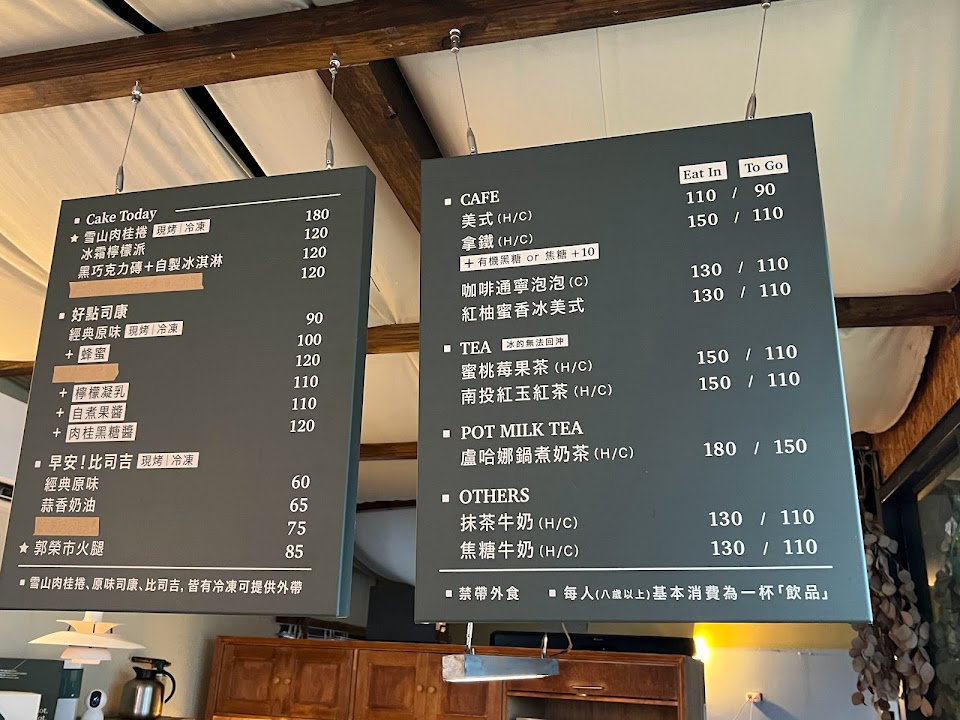 Cake Today
★ 雪山肉桂捲 現烤|冷凍 180
冰霜檸檬派 120
黑巧克力磚+自製冰淇淋 120
120
好點司康
經典原味 現烤|冷凍 90
+ 蜂蜜 100
120
+ 檸檬凝乳 110
+ 自煮果醬 110
+ 肉桂黑糖醬 120
早安!比司吉 現烤|冷凍
經典原味 60
蒜香奶油 65
75
★ 郭榮市火腿 85
雪山肉桂捲、原味司康、比司吉, 皆有冷凍可提供外帶
Eat In To Go
CAFE
美式 (H/C) 110 / 90
拿鐵 (H/C) 150 / 110
+有機黑糖 or 焦糖 +10
咖啡通寧泡泡 (C) 130 / 110
紅柚蜜香冰美式 130 / 110
TEA 冰的無法回沖
蜜桃莓果茶 (H/C) 150 / 110
南投紅玉紅茶 (H/C) 150 / 110
POT MILK TEA
盧哈娜鍋煮奶茶 (H/C) 180 / 150
OTHERS
抹茶牛奶 (H/C) 130 / 110
焦糖牛奶 (H/C) 130 / 110
禁帶外食
每人(八歲以上)基本消費為一杯「飲品」